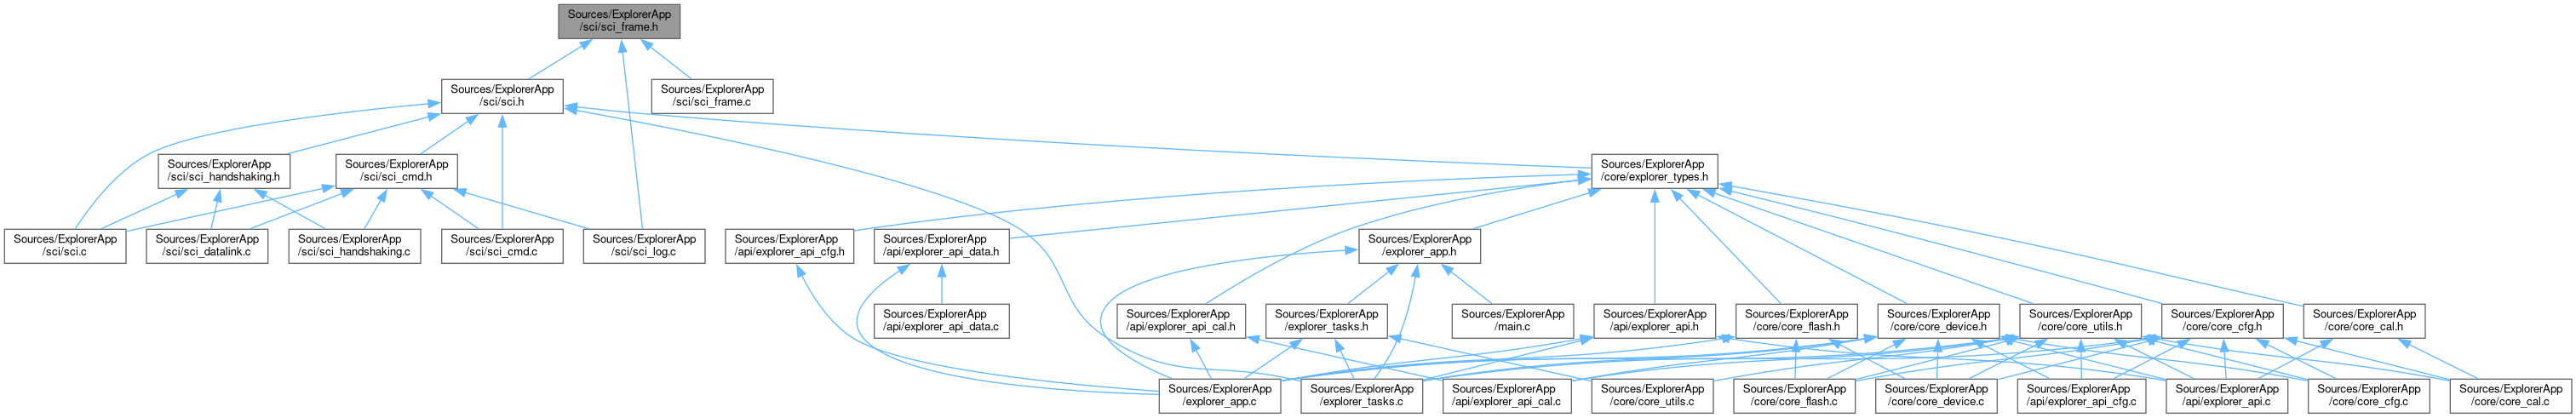 Sources/ExplorerApp
/sci/sci_frame.h
Sources/ExplorerApp
/sci/sci.h
Sources/ExplorerApp
/sci/sci_frame.c
Sources/ExplorerApp
/sci/sci_handshaking.h
Sources/ExplorerApp
/sci/sci_cmd.h
Sources/ExplorerApp
/core/explorer_types.h
Sources/ExplorerApp
/sci/sci.c
Sources/ExplorerApp
/sci/sci_datalink.c
Sources/ExplorerApp
/sci/sci_handshaking.c
Sources/ExplorerApp
/sci/sci_cmd.c
Sources/ExplorerApp
/sci/sci_log.c
Sources/ExplorerApp
/api/explorer_api_cfg.h
Sources/ExplorerApp
/api/explorer_api_data.h
Sources/ExplorerApp
/explorer_app.h
Sources/ExplorerApp
/api/explorer_api_data.c
Sources/ExplorerApp
/api/explorer_api_cal.h
Sources/ExplorerApp
/explorer_tasks.h
Sources/ExplorerApp
/main.c
Sources/ExplorerApp
/api/explorer_api.h
Sources/ExplorerApp
/core/core_flash.h
Sources/ExplorerApp
/core/core_device.h
Sources/ExplorerApp
/core/core_utils.h
Sources/ExplorerApp
/core/core_cfg.h
Sources/ExplorerApp
/core/core_cal.h
Sources/ExplorerApp
/explorer_app.c
Sources/ExplorerApp
/explorer_tasks.c
Sources/ExplorerApp
/api/explorer_api_cal.c
Sources/ExplorerApp
/core/core_utils.c
Sources/ExplorerApp
/core/core_flash.c
Sources/ExplorerApp
/core/core_device.c
Sources/ExplorerApp
/api/explorer_api_cfg.c
Sources/ExplorerApp
/api/explorer_api.c
Sources/ExplorerApp
/core/core_cfg.c
Sources/ExplorerApp
/core/core_cal.c